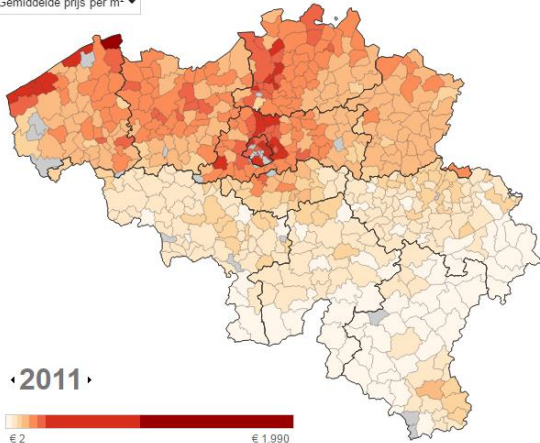 Gemiddelde prijs per m²
2011
€ 2 € 1.990